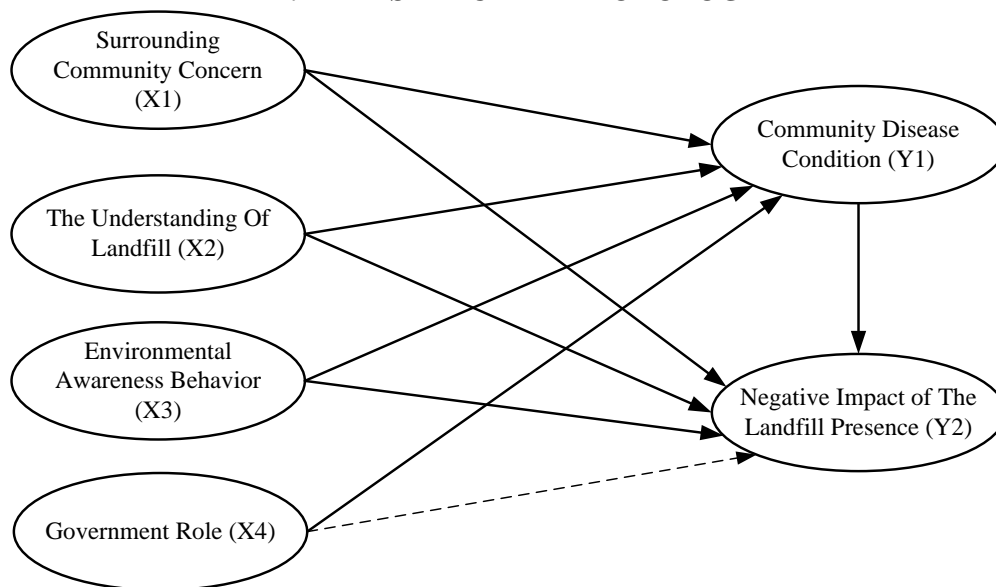 Surrounding
Community Concern
(X1)
Community Disease
Condition (Y1)
The Understanding Of
Landfill (X2)
Environmental
Awareness Behavior
(X3)
Negative Impact of The
Landfill Presence (Y2)
Government Role (X4)